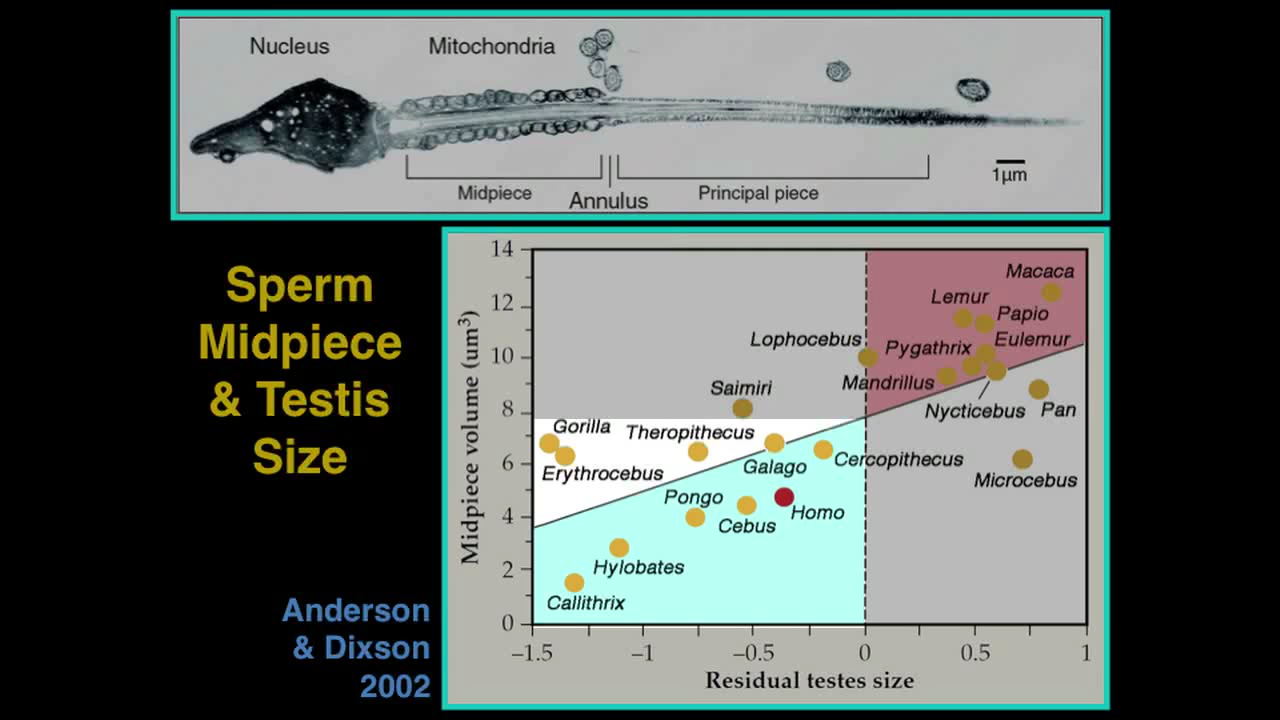 Nucleus
Mitochondria
Midpiece
Annulus
Principal piece
1µm
Sperm
Midpiece
& Testis
Size
Anderson
& Dixson
2002
Midpiece volume (um³)
14
12
10
8
6
4
2
0
Macaca
Lemur
Papio
Lophocebus
Pygathrix
Eulemur
Mandrillus
Saimiri
Nycticebus
Pan
Gorilla
Theropithecus
Erythrocebus
Galago
Cercopithecus
Microcebus
Pongo
Cebus
Homo
Hylobates
Callithrix
–1.5
–1
–0.5
0
0.5
1
Residual testes size